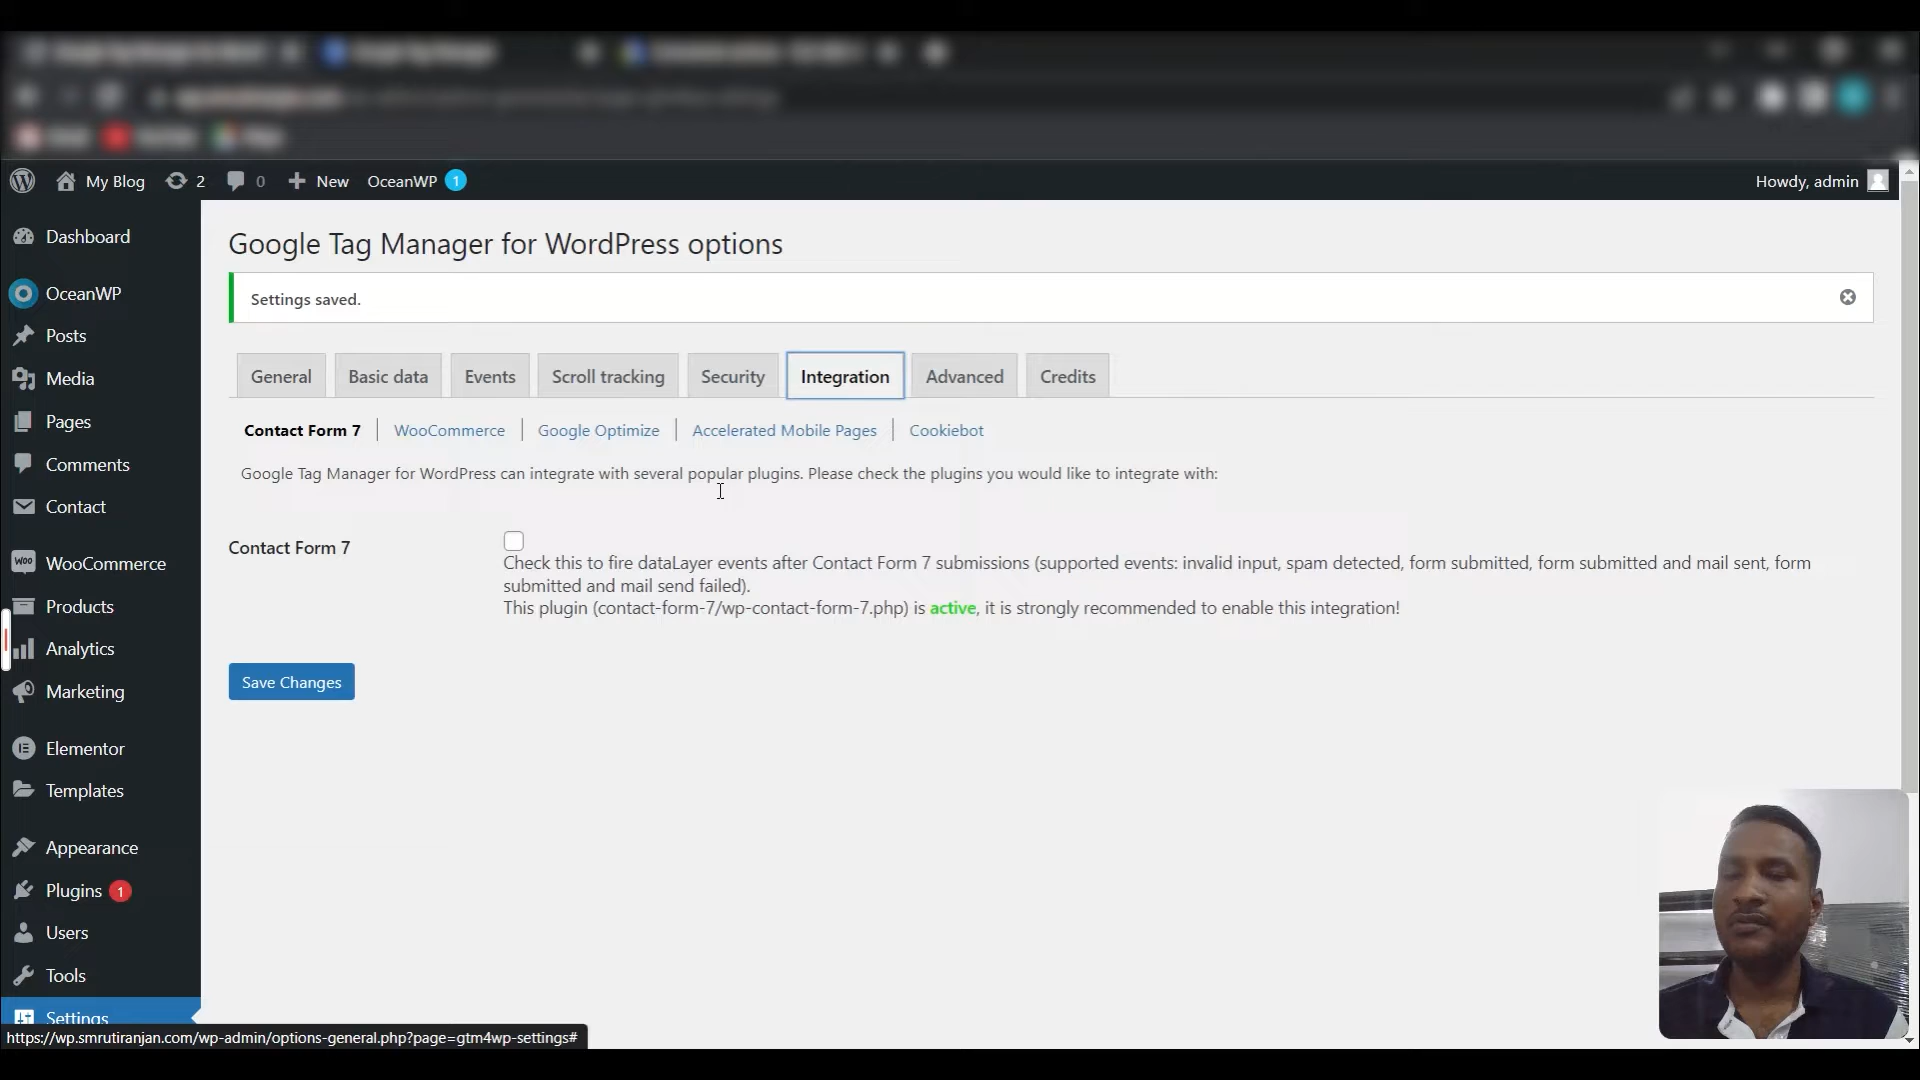 My Blog 2 0 New OceanWP 1 Howdy, admin
Dashboard
OceanWP
Posts
Media
Pages
Comments
Contact
WooCommerce
Products
Analytics
Marketing
Elementor
Templates
Appearance
Plugins 1
Users
Tools
Settings
Google Tag Manager for WordPress options
Settings saved.
General Basic data Events Scroll tracking Security Integration Advanced Credits
Contact Form 7 | WooCommerce | Google Optimize | Accelerated Mobile Pages | Cookiebot
Google Tag Manager for WordPress can integrate with several popular plugins. Please check the plugins you would like to integrate with:
Contact Form 7
Check this to fire dataLayer events after Contact Form 7 submissions (supported events: invalid input, spam detected, form submitted, form submitted and mail sent, form
submitted and mail send failed).
This plugin (contact-form-7/wp-contact-form-7.php) is active, it is strongly recommended to enable this integration!
Save Changes
https://wp.smrutiranjan.com/wp-admin/options-general.php?page=gtm4wp-settings#